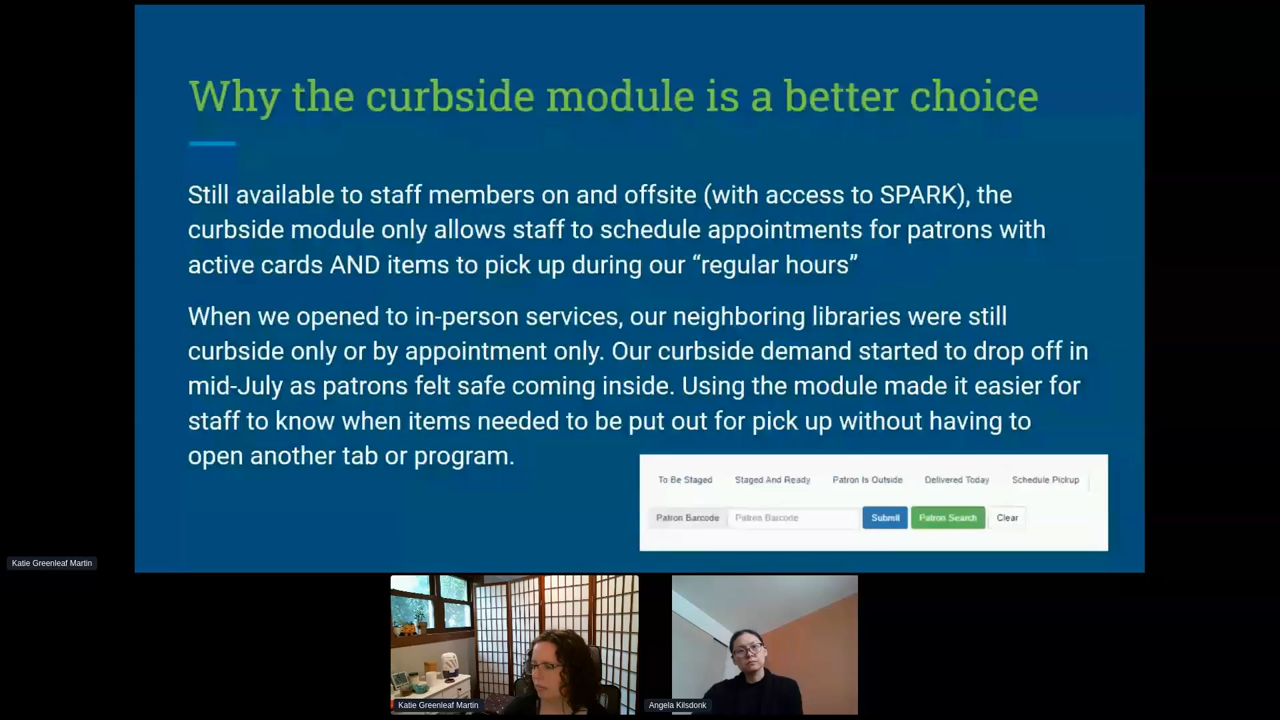 Why the curbside module is a better choice
Still available to staff members on and offsite (with access to SPARK), the
curbside module only allows staff to schedule appointments for patrons with
active cards AND items to pick up during our “regular hours”
When we opened to in-person services, our neighboring libraries were still
curbside only or by appointment only. Our curbside demand started to drop off in
mid-July as patrons felt safe coming inside. Using the module made it easier for
staff to know when items needed to be put out for pick up without having to
open another tab or program.
To Be Staged Staged And Ready Patron Is Outside Delivered Today Schedule Pickup
Patron Barcode Patron Barcode Submit Patron Search Clear
Katie Greenleaf Martin
Katie Greenleaf Martin
Angela Kilsdonk